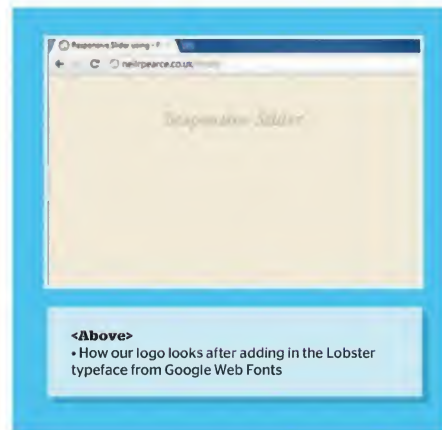 Responsive Slider using - F
neilrpearce.co.uk
Responsive Slider
<Above>
• How our logo looks after adding in the Lobster
typeface from Google Web Fonts